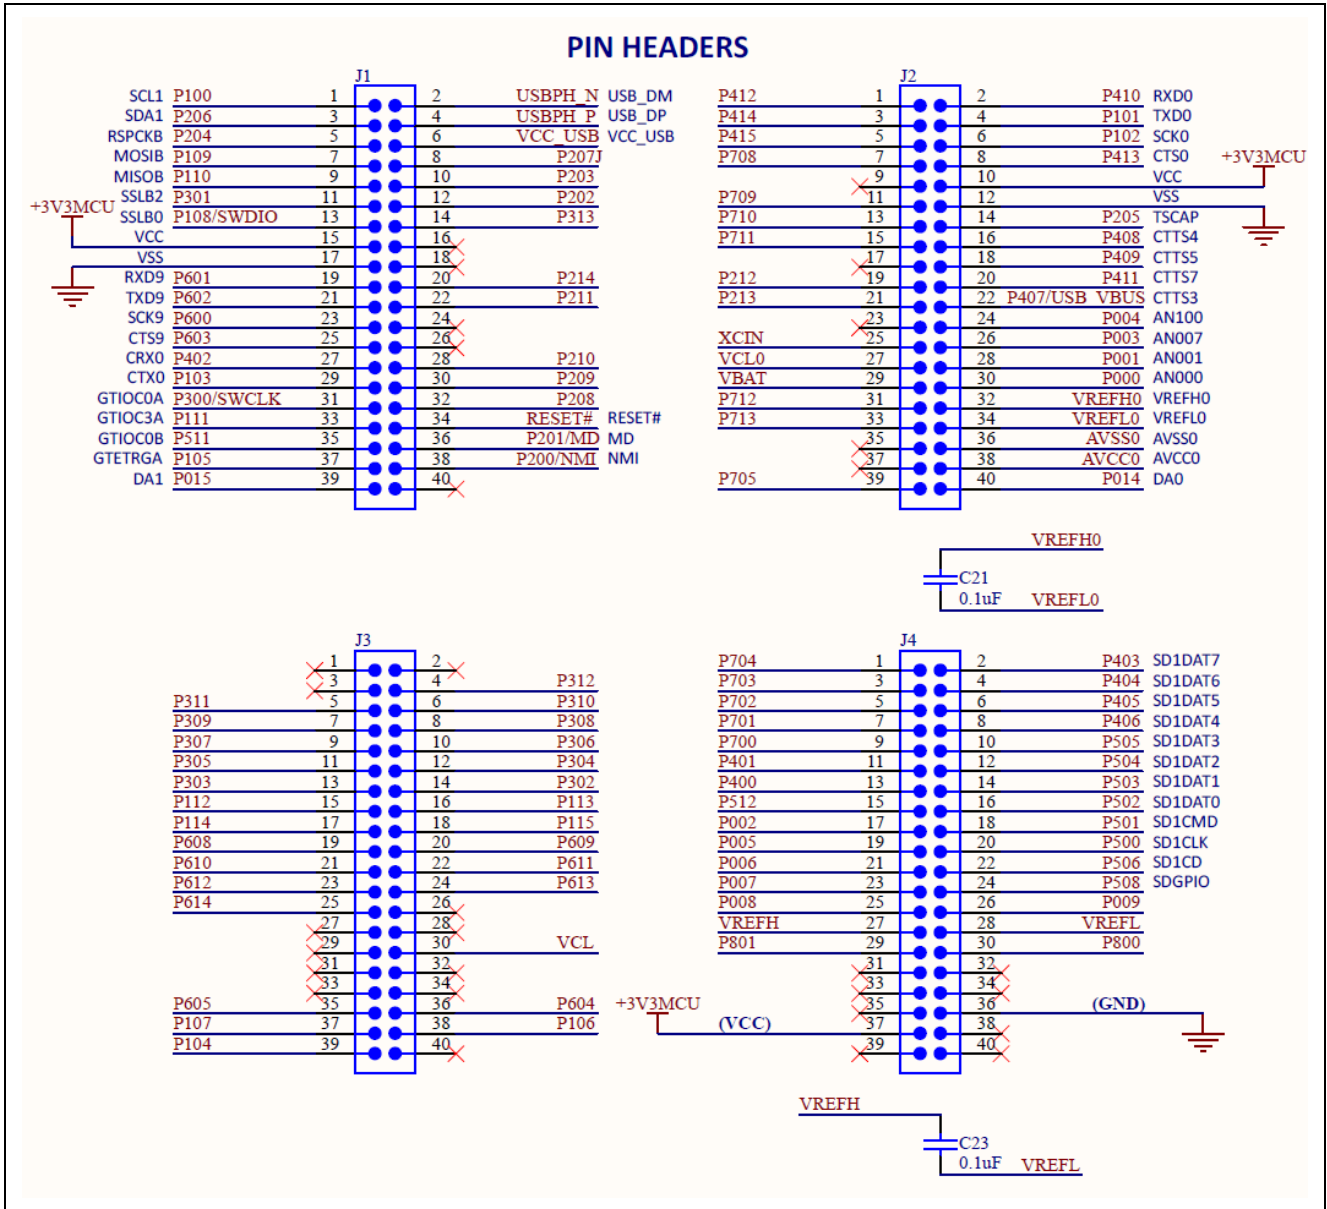 PIN HEADERS
J1 J2
SCL1 P100 1 2 USBPH_N USB_DM P412 1 2 P410 RXD0
SDA1 P206 3 4 USBPH_P USB_DP P414 3 4 P101 TXD0
RSPCKB P204 5 6 VCC_USB VCC_USB P415 5 6 P102 SCK0
MOSIB P109 7 8 P207J P708 7 8 P413 CTS0 +3V3MCU
MISOB P110 9 10 P203 9 10 VCC
SSLB2 P301 11 12 P202 P709 11 12 VSS
+3V3MCU SSLB0 P108/SWDIO 13 14 P313 P710 13 14 P205 TSCAP
VCC 15 16 P711 15 16 P408 CTTS4
VSS 17 18 17 18 P409 CTTS5
RXD9 P601 19 20 P214 P212 19 20 P411 CTTS7
TXD9 P602 21 22 P211 P213 21 22 P407/USB_VBUS CTTS3
SCK9 P600 23 24 23 24 P004 AN100
CTS9 P603 25 26 XCIN 25 26 P003 AN007
CRX0 P402 27 28 P210 VCL0 27 28 P001 AN001
CTX0 P103 29 30 P209 VBAT 29 30 P000 AN000
GTIOC0A P300/SWCLK 31 32 P208 P712 31 32 VREFH0 VREFH0
GTIOC3A P111 33 34 RESET# RESET# P713 33 34 VREFL0 VREFL0
GTIOC0B P511 35 36 P201/MD MD 35 36 AVSS0 AVSS0
GTETRGA P105 37 38 P200/NMI NMI 37 38 AVCC0 AVCC0
DA1 P015 39 40 P705 39 40 P014 DA0
VREFH0
C21
0.1uF VREFL0
J3 J4
1 2 P704 1 2 P403 SD1DAT7
3 4 P312 P703 3 4 P404 SD1DAT6
P311 5 6 P310 P702 5 6 P405 SD1DAT5
P309 7 8 P308 P701 7 8 P406 SD1DAT4
P307 9 10 P306 P700 9 10 P505 SD1DAT3
P305 11 12 P304 P401 11 12 P504 SD1DAT2
P303 13 14 P302 P400 13 14 P503 SD1DAT1
P112 15 16 P113 P512 15 16 P502 SD1DAT0
P114 17 18 P115 P002 17 18 P501 SD1CMD
P608 19 20 P609 P005 19 20 P500 SD1CLK
P610 21 22 P611 P006 21 22 P506 SD1CD
P612 23 24 P613 P007 23 24 P508 SDGPIO
P614 25 26 P008 25 26 P009
27 28 VREFH 27 28 VREFL
29 30 VCL P801 29 30 P800
31 32 31 32
33 34 33 34
P605 35 36 P604 +3V3MCU 35 36 (GND)
P107 37 38 P106 (VCC) 37 38
P104 39 40 39 40
VREFH
C23
0.1uF VREFL